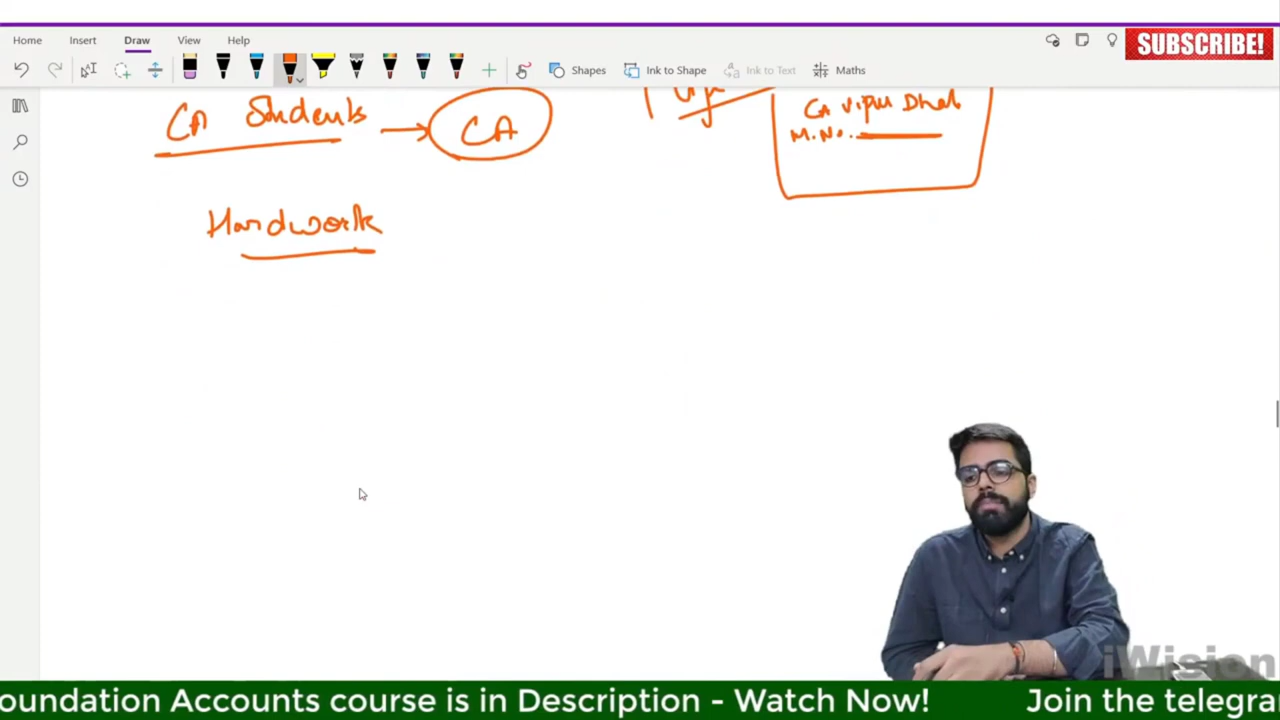 Home Insert Draw View Help
SUBSCRIBE!
Shapes Ink to Shape Ink to Text Maths
CA Students → CA
CA Vipul Dhal
M.No.
Hardwork
iWision
oundation Accounts course is in Description - Watch Now! Join the telegra